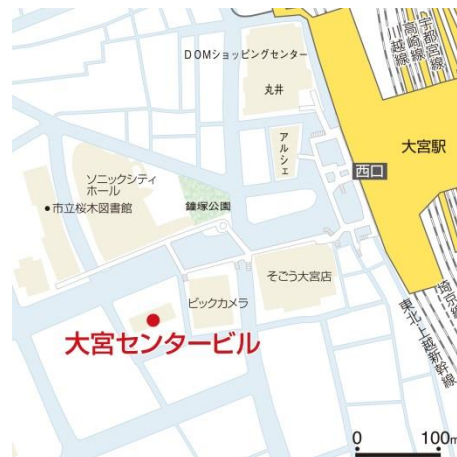 宇都宮線
高崎線
川越線
DOMショッピングセンター
丸井
アルシェ
大宮駅
西口
ソニックシティ
ホール
鐘塚公園
●市立桜木図書館
そごう大宮店
ビックカメラ
埼京線
東北・上越新幹線
大宮センタービル
0 100m